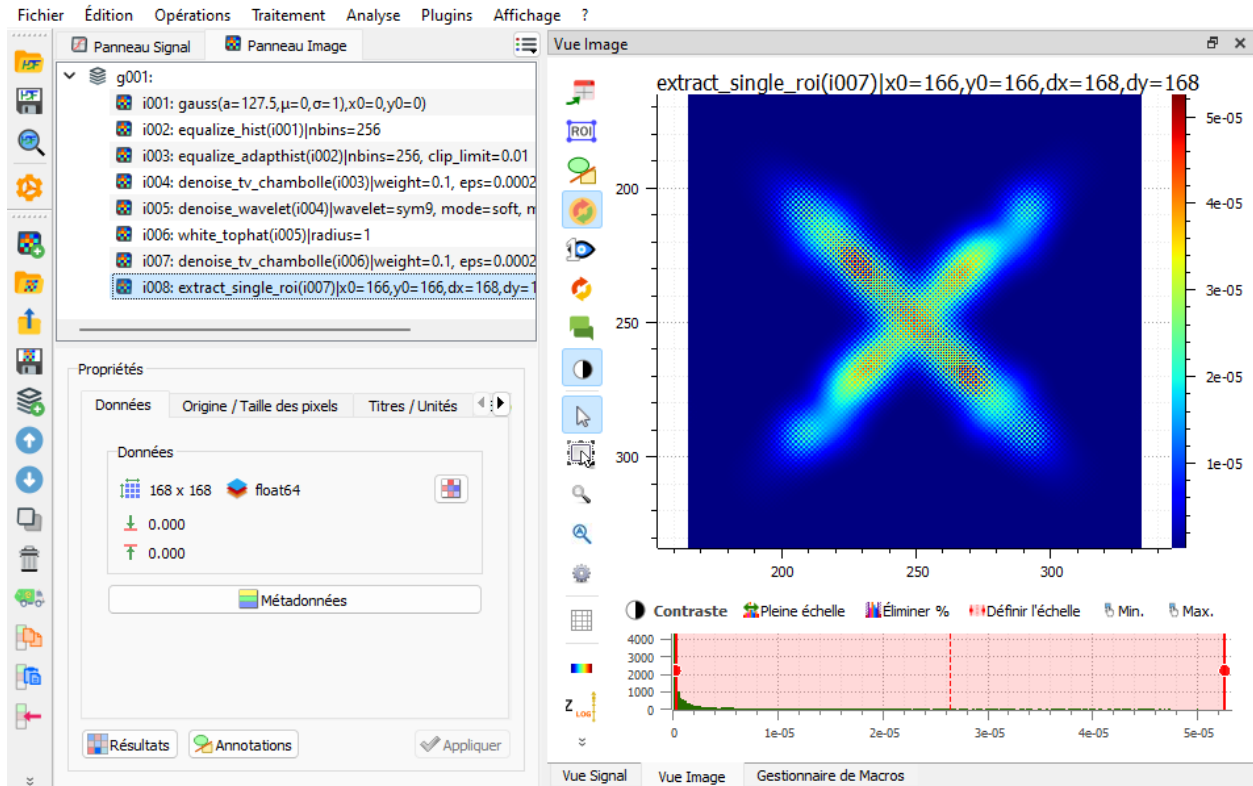 Fichier Édition Opérations Traitement Analyse Plugins Affichage ?
Panneau Signal Panneau Image
g001:
i001: gauss(a=127.5,μ=0,σ=1),x0=0,y0=0)
i002: equalize_hist(i001)|nbins=256
i003: equalize_adapthist(i002)|nbins=256, clip_limit=0.01
i004: denoise_tv_chambolle(i003)|weight=0.1, eps=0.0002
i005: denoise_wavelet(i004)|wavelet=sym9, mode=soft, m
i006: white_tophat(i005)|radius=1
i007: denoise_tv_chambolle(i006)|weight=0.1, eps=0.0002
i008: extract_single_roi(i007)|x0=166,y0=166,dx=168,dy=1
Propriétés
Données Origine / Taille des pixels Titres / Unités
Données
168 x 168 float64
0.000
0.000
Métadonnées
Résultats Annotations Appliquer
Vue Image
ROI
Z LOG
extract_single_roi(i007)|x0=166,y0=166,dx=168,dy=168
200
250
300
200 250 300
5e-05
4e-05
3e-05
2e-05
1e-05
Contraste Pleine échelle Éliminer % Définir l'échelle Min. Max.
4000
3000
2000
1000
0
0 1e-05 2e-05 3e-05 4e-05 5e-05
Vue Signal Vue Image Gestionnaire de Macros